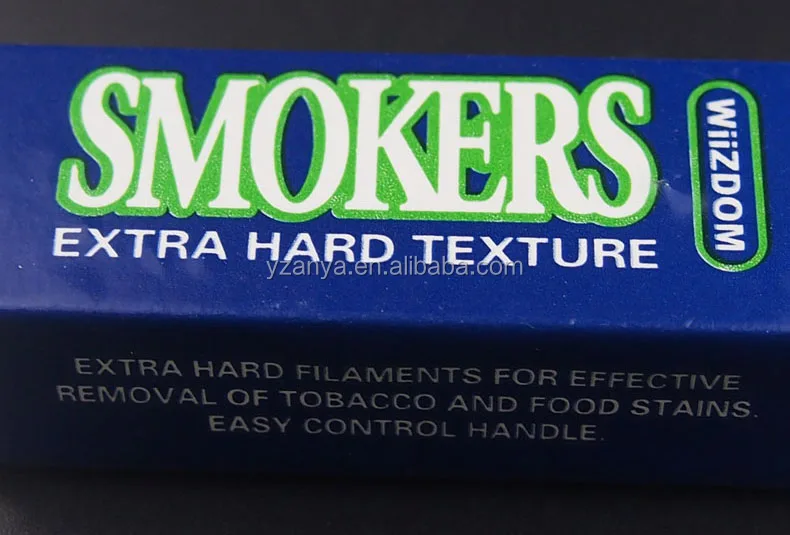 SMOKERS
WiiZDOM
EXTRA HARD TEXTURE
yzanya.en.alibaba.com
EXTRA HARD FILAMENTS FOR EFFECTIVE
REMOVAL OF TOBACCO AND FOOD STAINS.
EASY CONTROL HANDLE.